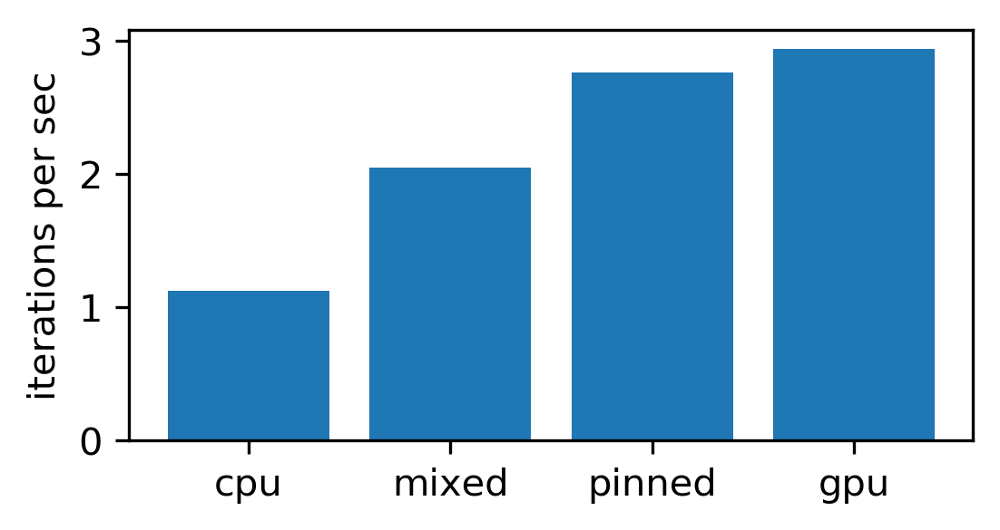 iterations per sec
3
2
1
0
cpu mixed pinned gpu